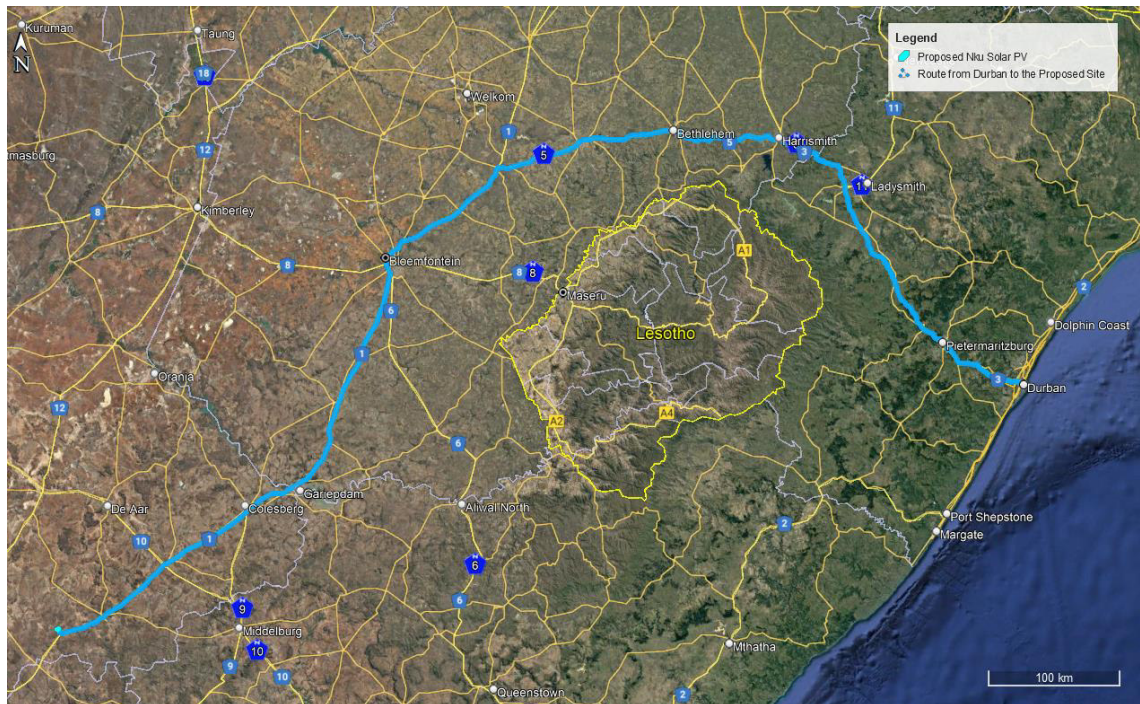 Kuruman
Taung
N
18
Legend
Proposed Nku Solar PV
Route from Durban to the Proposed Site
Welkom
11
1
N
5
Bethlehem
5
Harrismith
N
3
tmasburg
12
N
1
Ladysmith
8
Kimberley
A1
Bloemfontein
8
8
N
8
Maseru
2
6
Lesotho
Dolphin Coast
Pietermaritzburg
1
Orania
3
Durban
12
A2
A4
6
Gariepdam
De Aar
Colesberg
Aliwal North
Port Shepstone
2
Margate
10
1
N
6
6
N
9
Middelburg
N
10
9
10
Mthatha
Queenstown
2
100 km